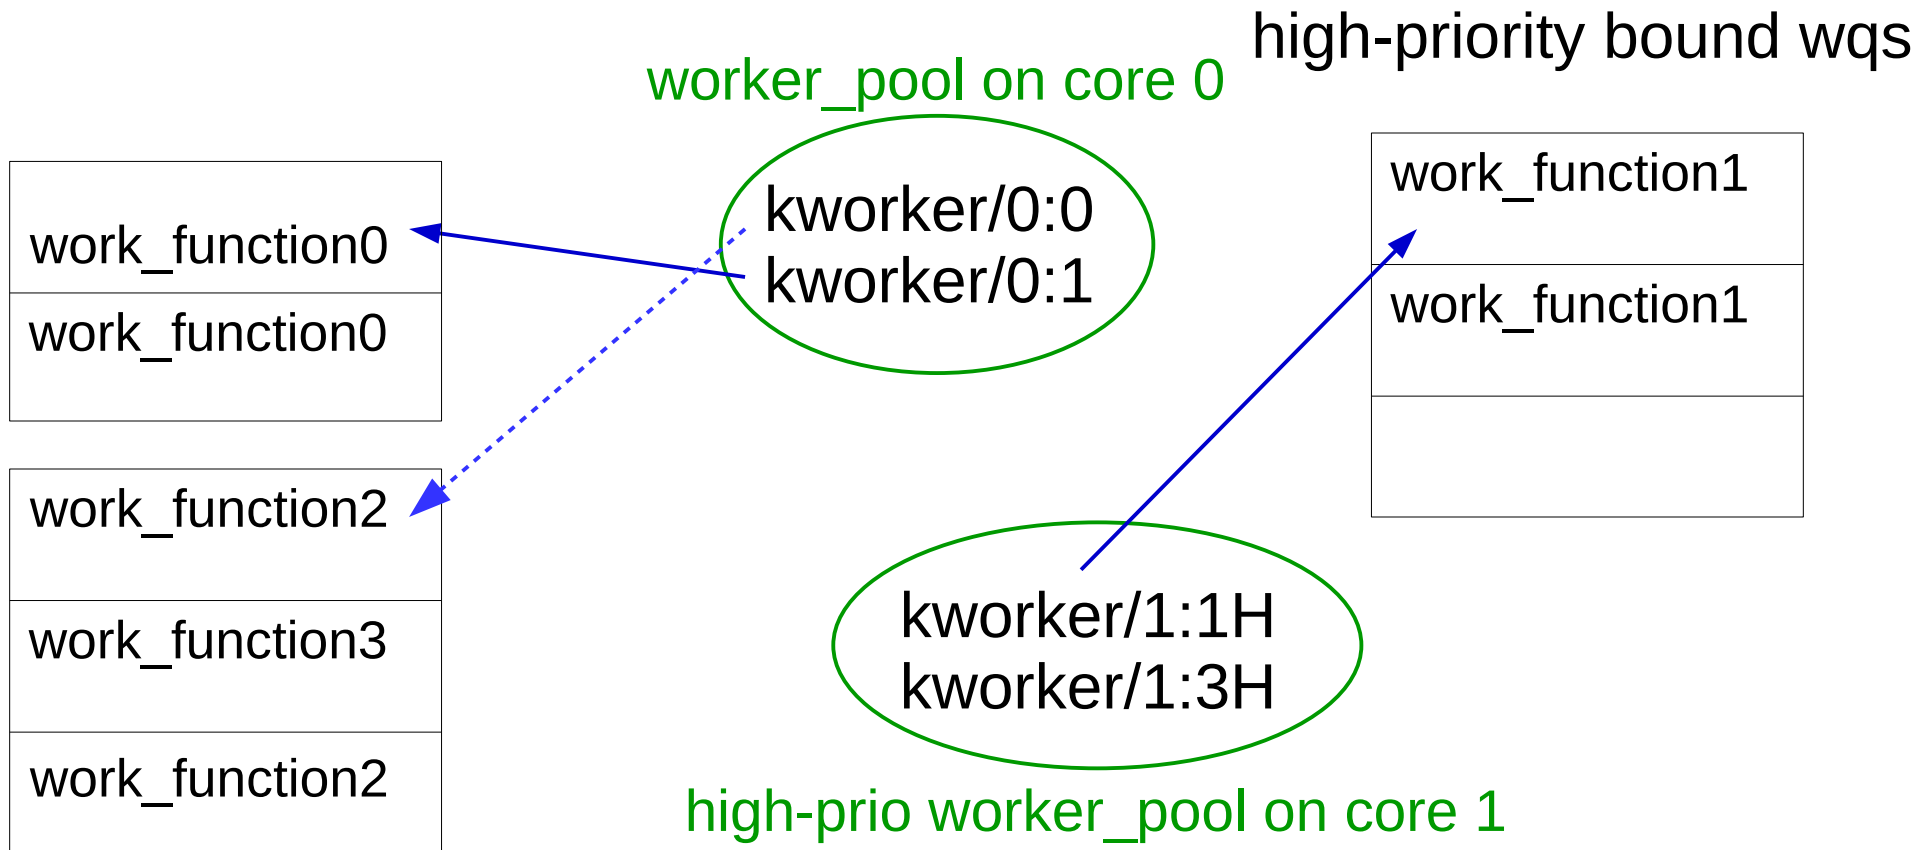 high-priority bound wqs
worker_pool on core 0
work_function0
work_function0
kworker/0:0
kworker/0:1
work_function1
work_function1
work_function2
work_function3
work_function2
kworker/1:1H
kworker/1:3H
high-prio worker_pool on core 1